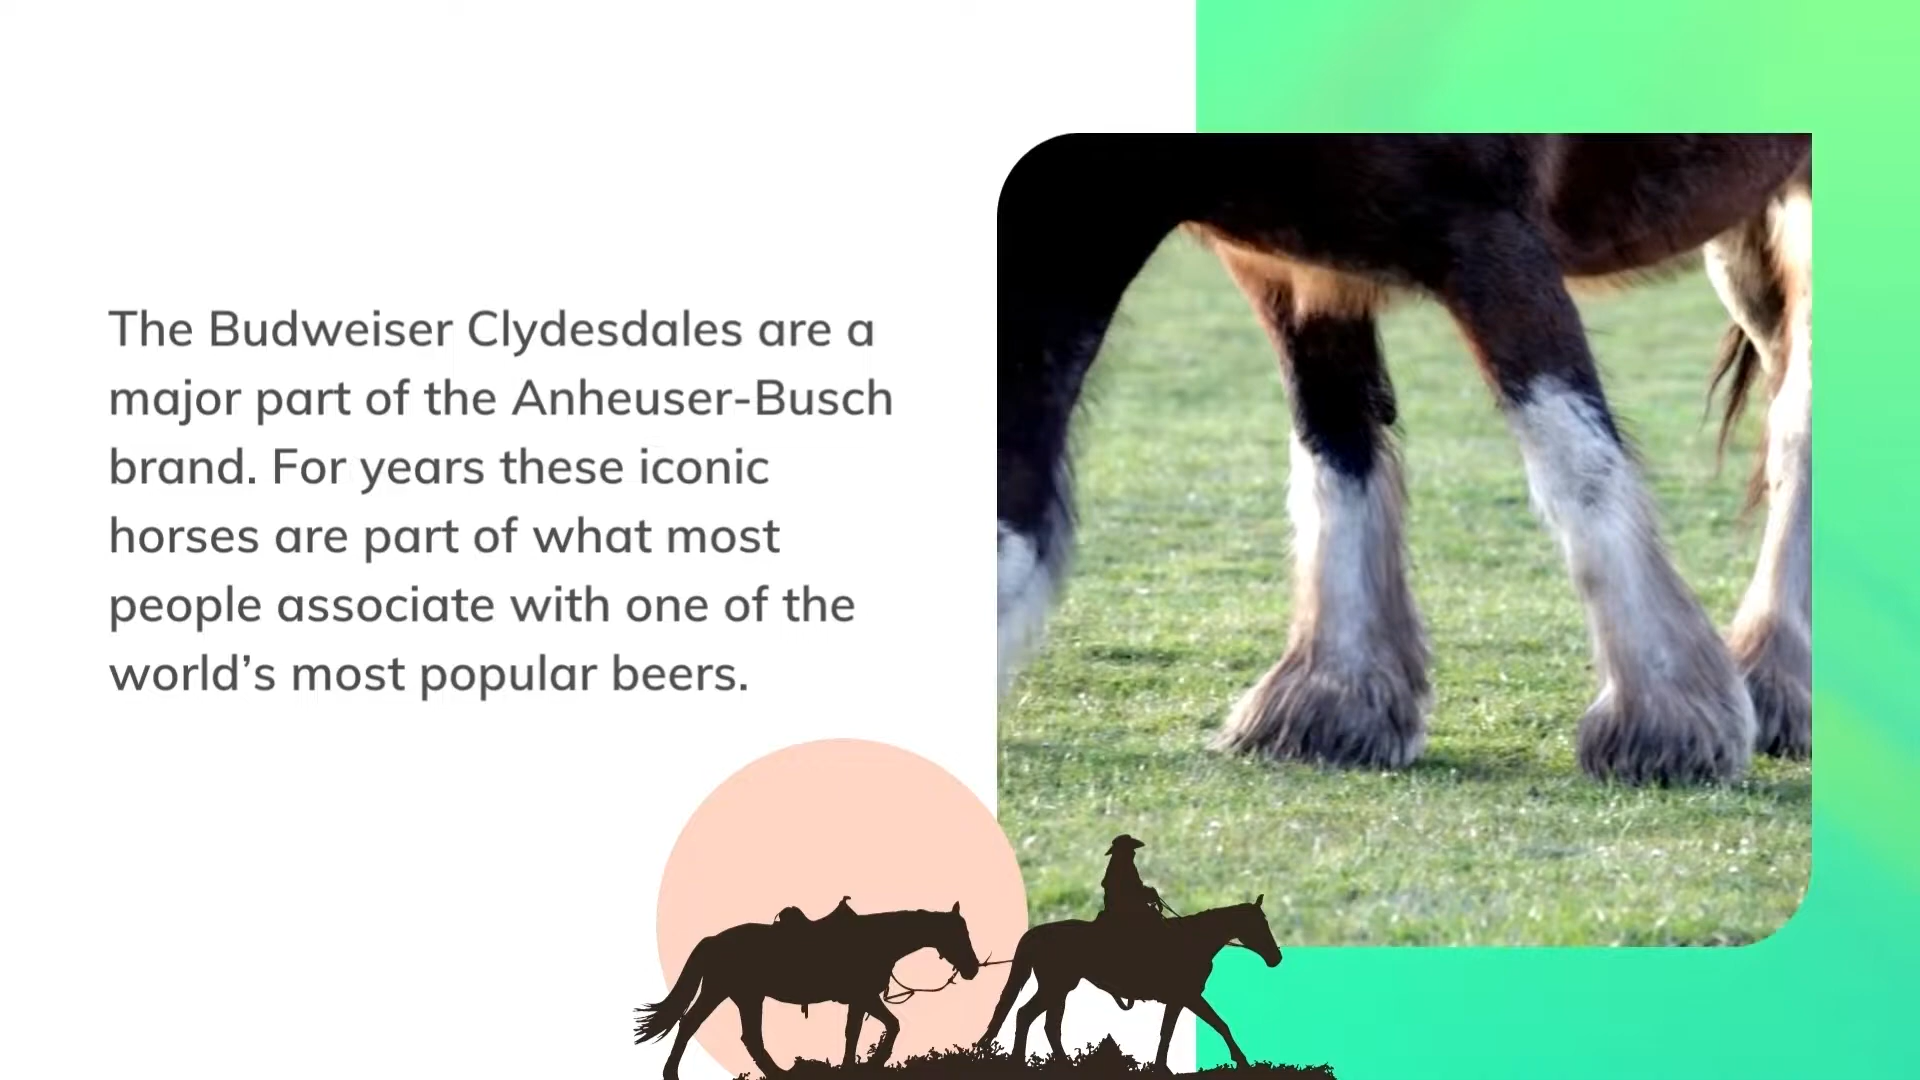 The Budweiser Clydesdales are a
major part of the Anheuser-Busch
brand. For years these iconic
horses are part of what most
people associate with one of the
world’s most popular beers.